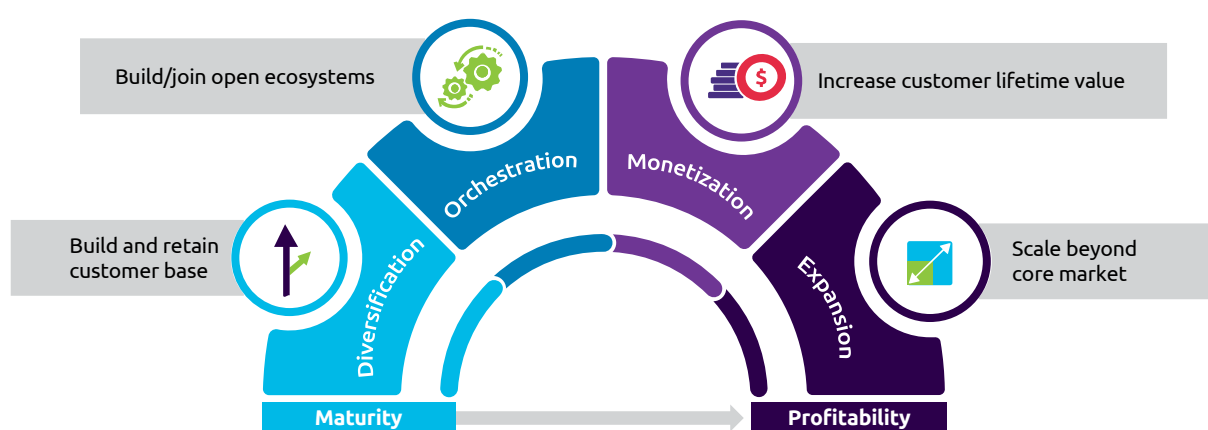 Build/join open ecosystems
$
Increase customer lifetime value
Orchestration
Monetization
Build and retain
customer base
Diversification
Expansion
Scale beyond
core market
Maturity
Profitability